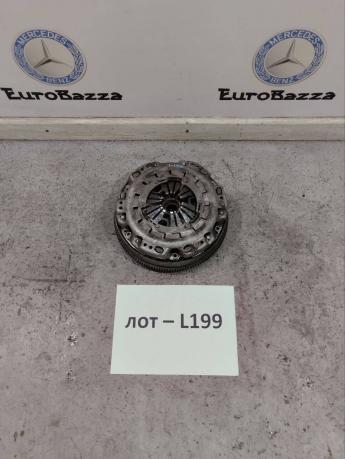 MERCEDES
BENZ
EUROBAZZA
MERCEDES
BENZ
EUROBAZZA
лот – L199